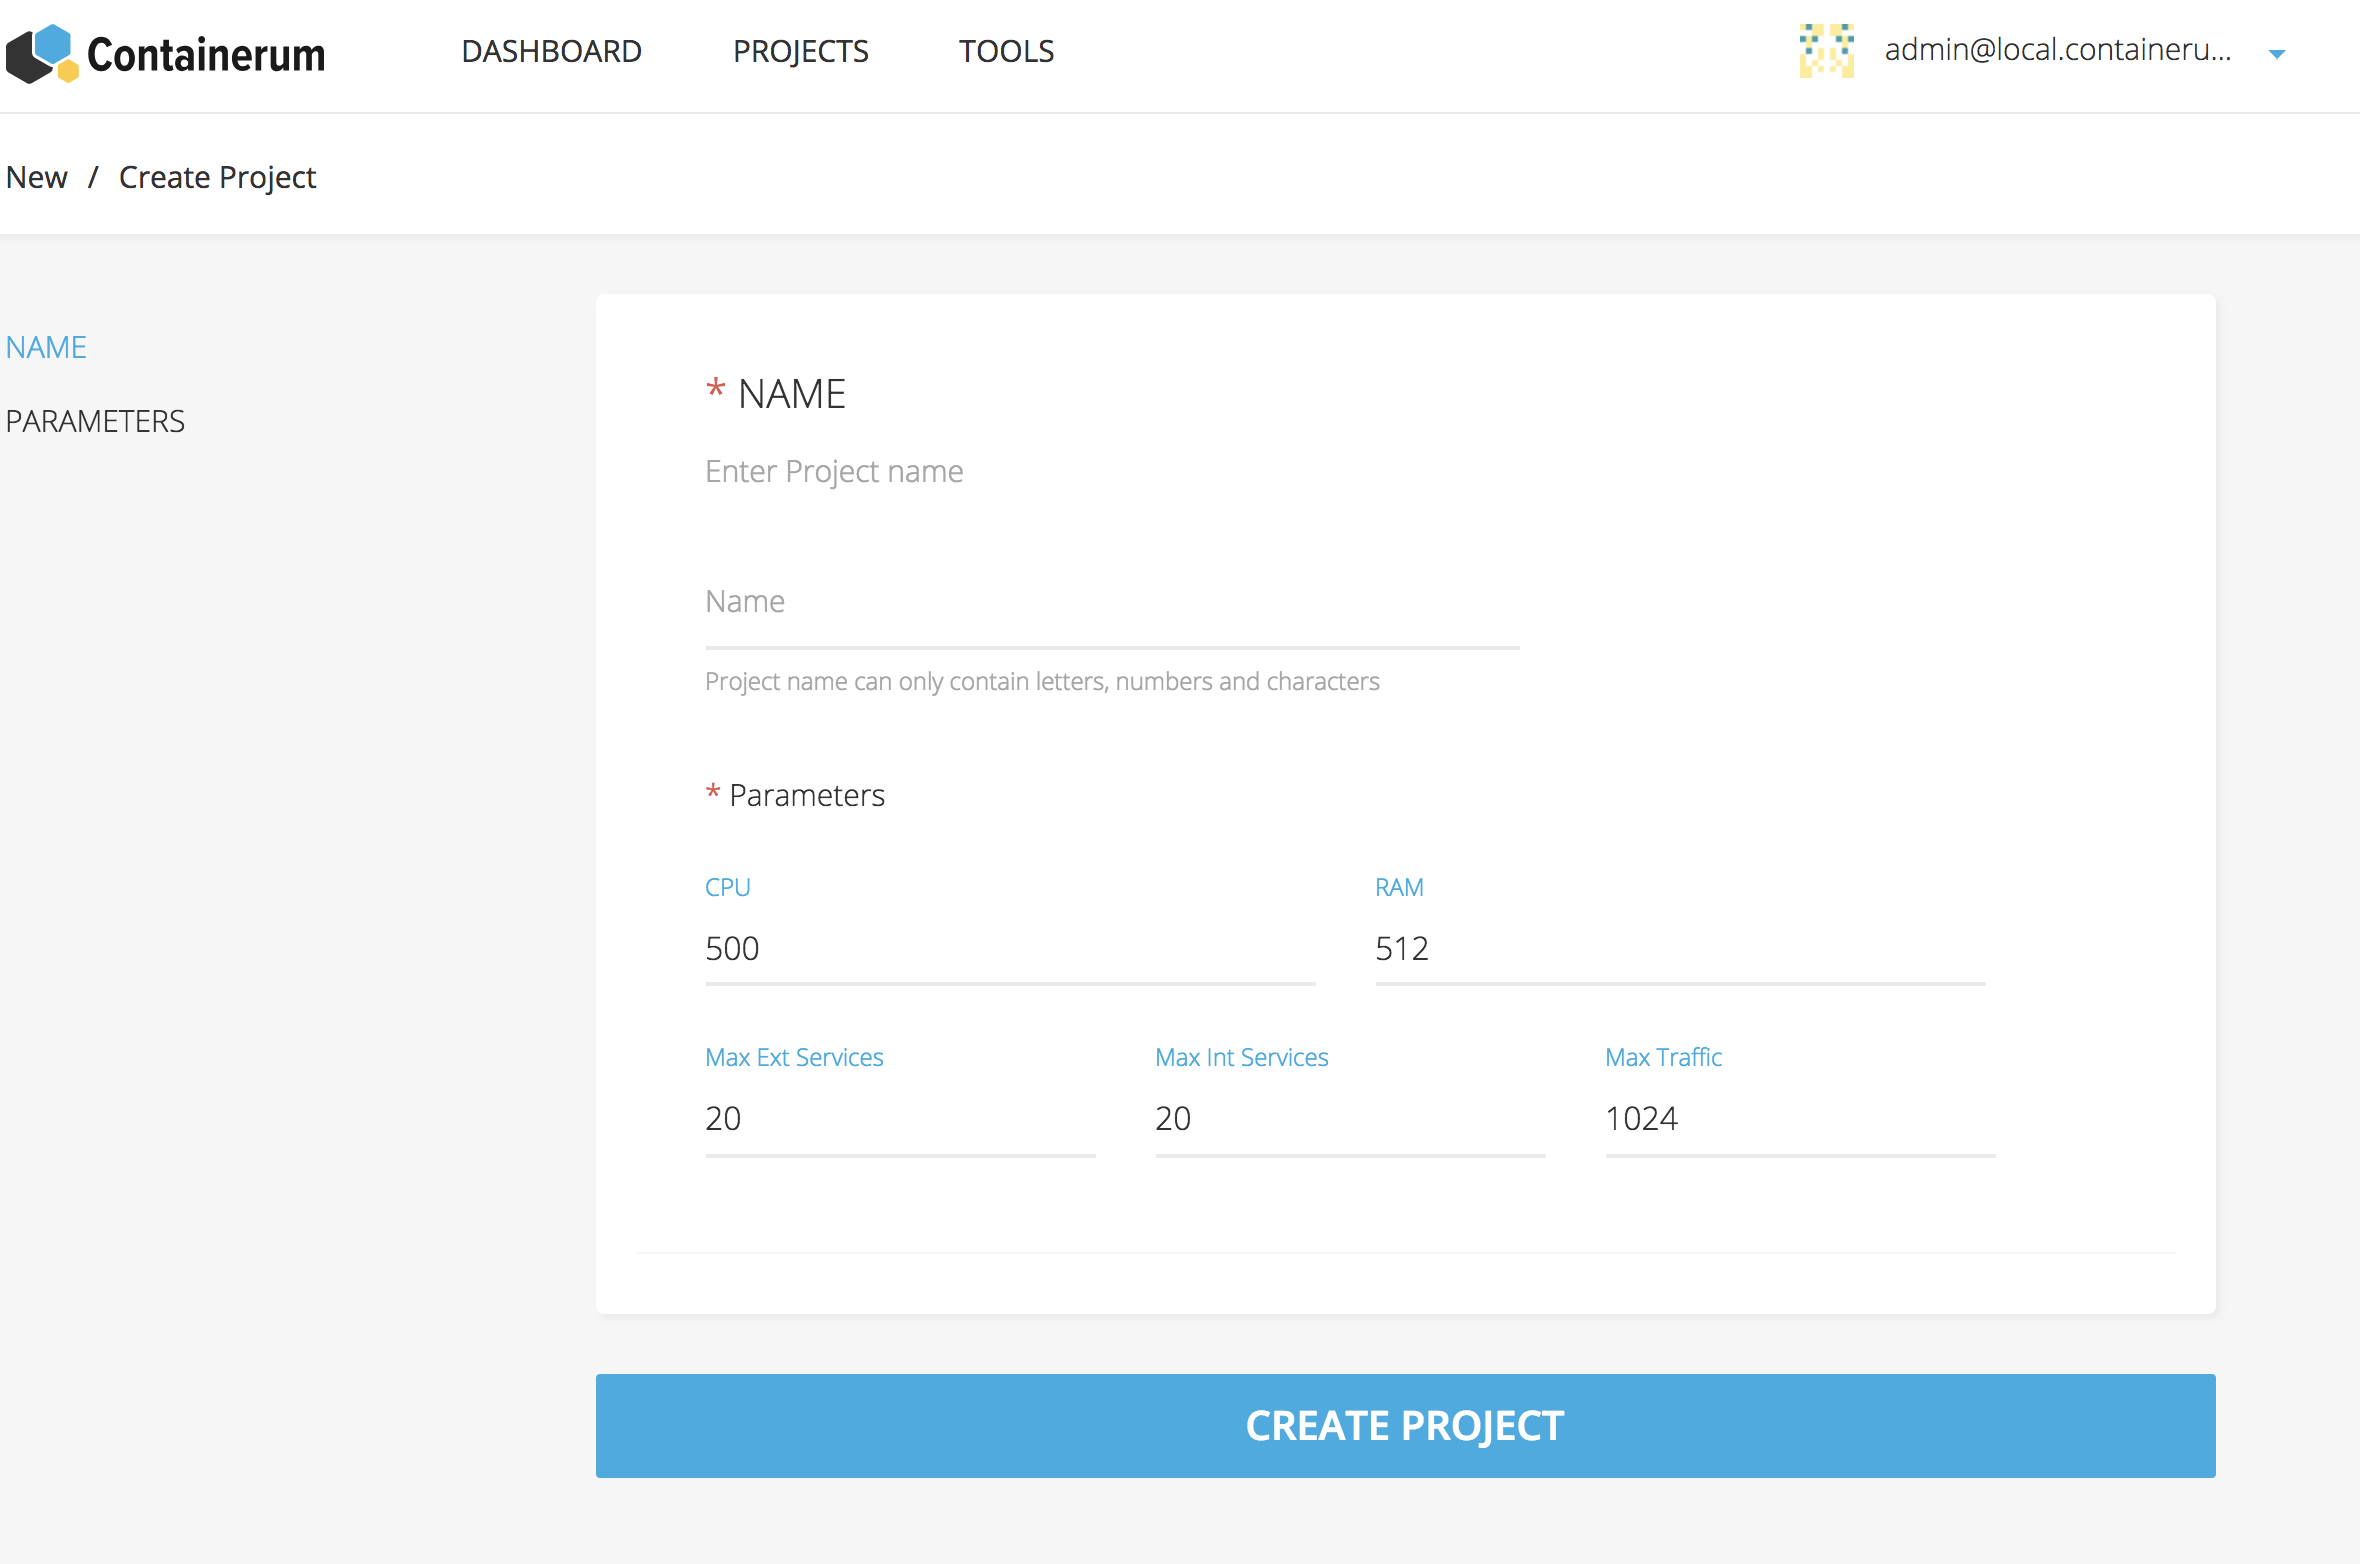 Containerum DASHBOARD PROJECTS TOOLS admin@local.containeru...
New / Create Project
NAME
PARAMETERS
* NAME
Enter Project name
Name
Project name can only contain letters, numbers and characters
* Parameters
CPU RAM
500 512
Max Ext Services Max Int Services Max Traffic
20 20 1024
CREATE PROJECT